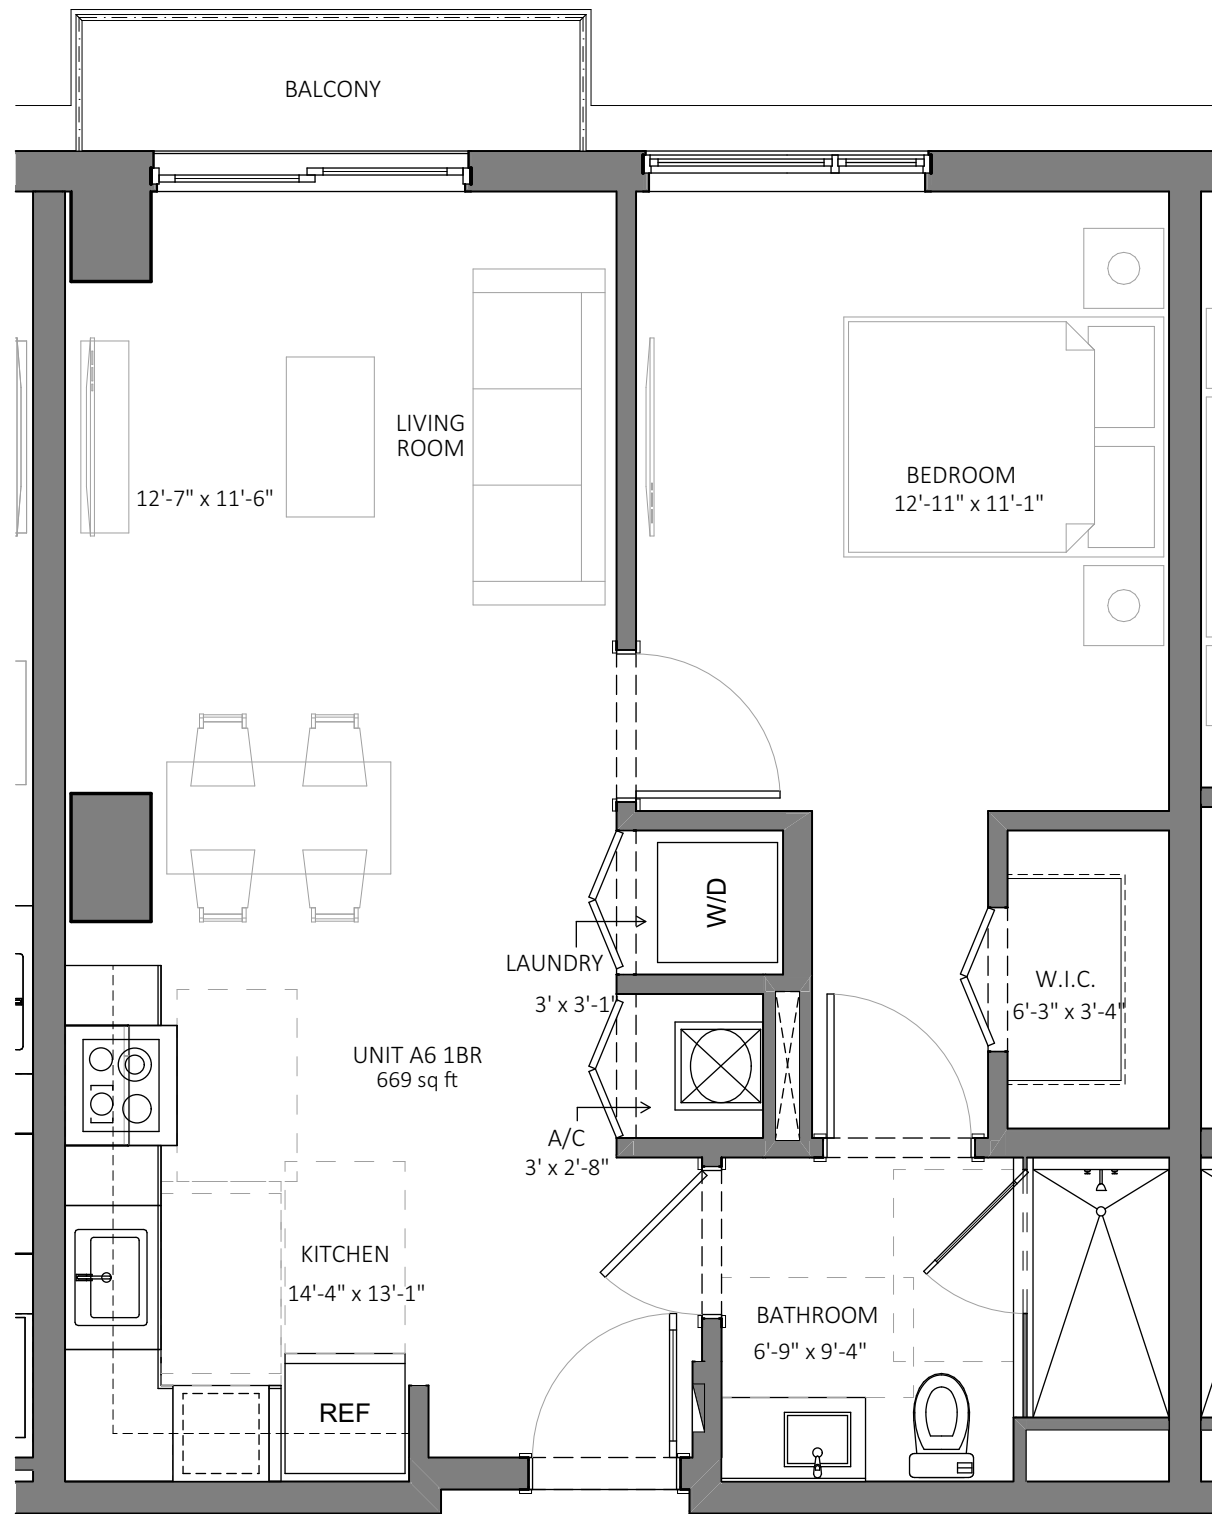 BALCONY
LIVING
ROOM
12'-7" x 11'-6"
BEDROOM
12'-11" x 11'-1"
W/D
LAUNDRY
3' x 3'-1"
W.I.C.
6'-3" x 3'-4"
UNIT A6 1BR
669 sq ft
A/C
3' x 2'-8"
KITCHEN
14'-4" x 13'-1"
BATHROOM
6'-9" x 9'-4"
REF